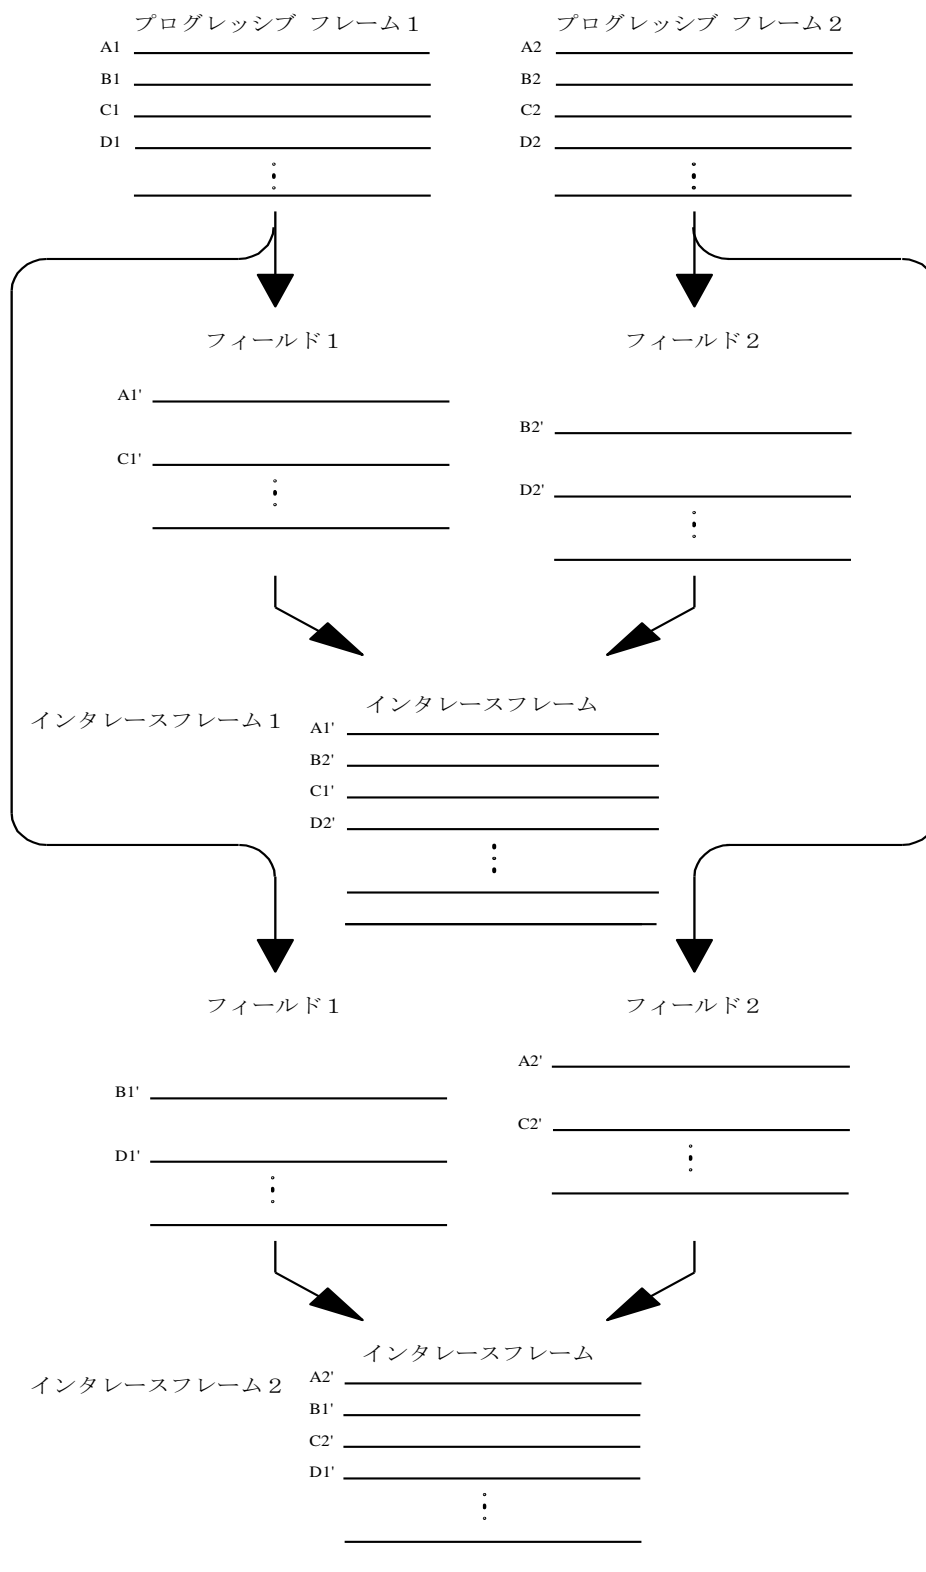 プログレッシブ フレーム１
プログレッシブ フレーム２
A1
B1
C1
D1
A2
B2
C2
D2
フィールド１
フィールド２
A1'
C1'
B2'
D2'
インタレースフレーム１
インタレースフレーム
A1'
B2'
C1'
D2'
フィールド１
フィールド２
B1'
D1'
A2'
C2'
インタレースフレーム２
インタレースフレーム
A2'
B1'
C2'
D1'